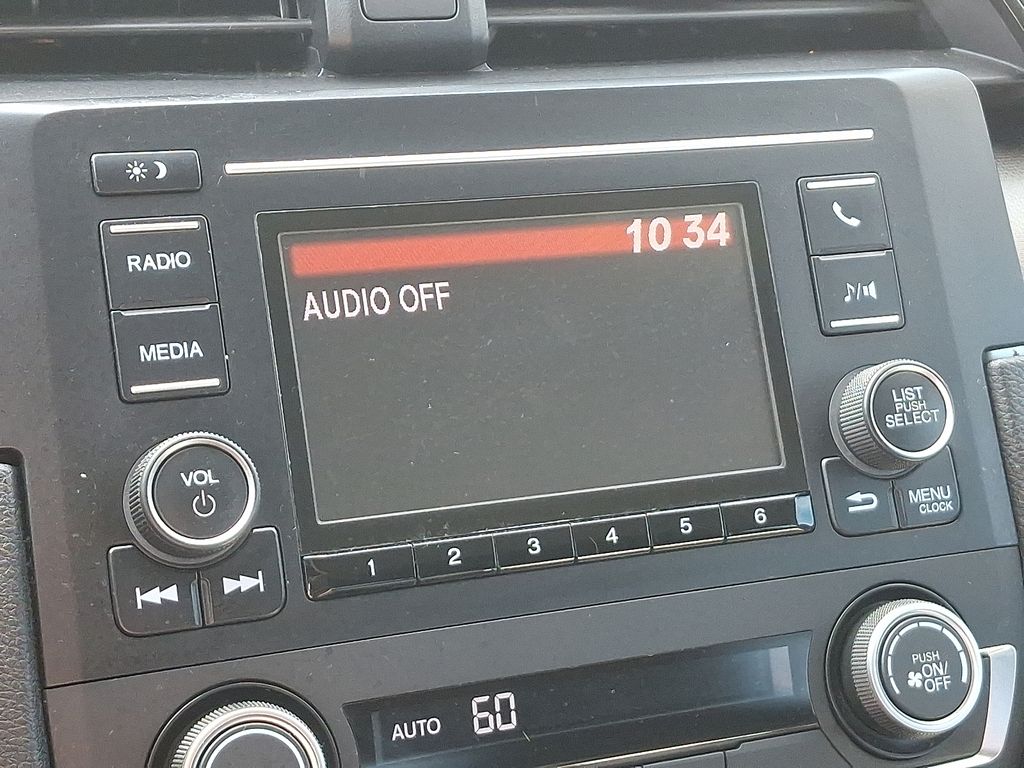 RADIO
MEDIA
10 34
AUDIO OFF
VOL
LIST
PUSH
SELECT
MENU
CLOCK
1 2 3 4 5 6
AUTO 60
PUSH
ON/
OFF